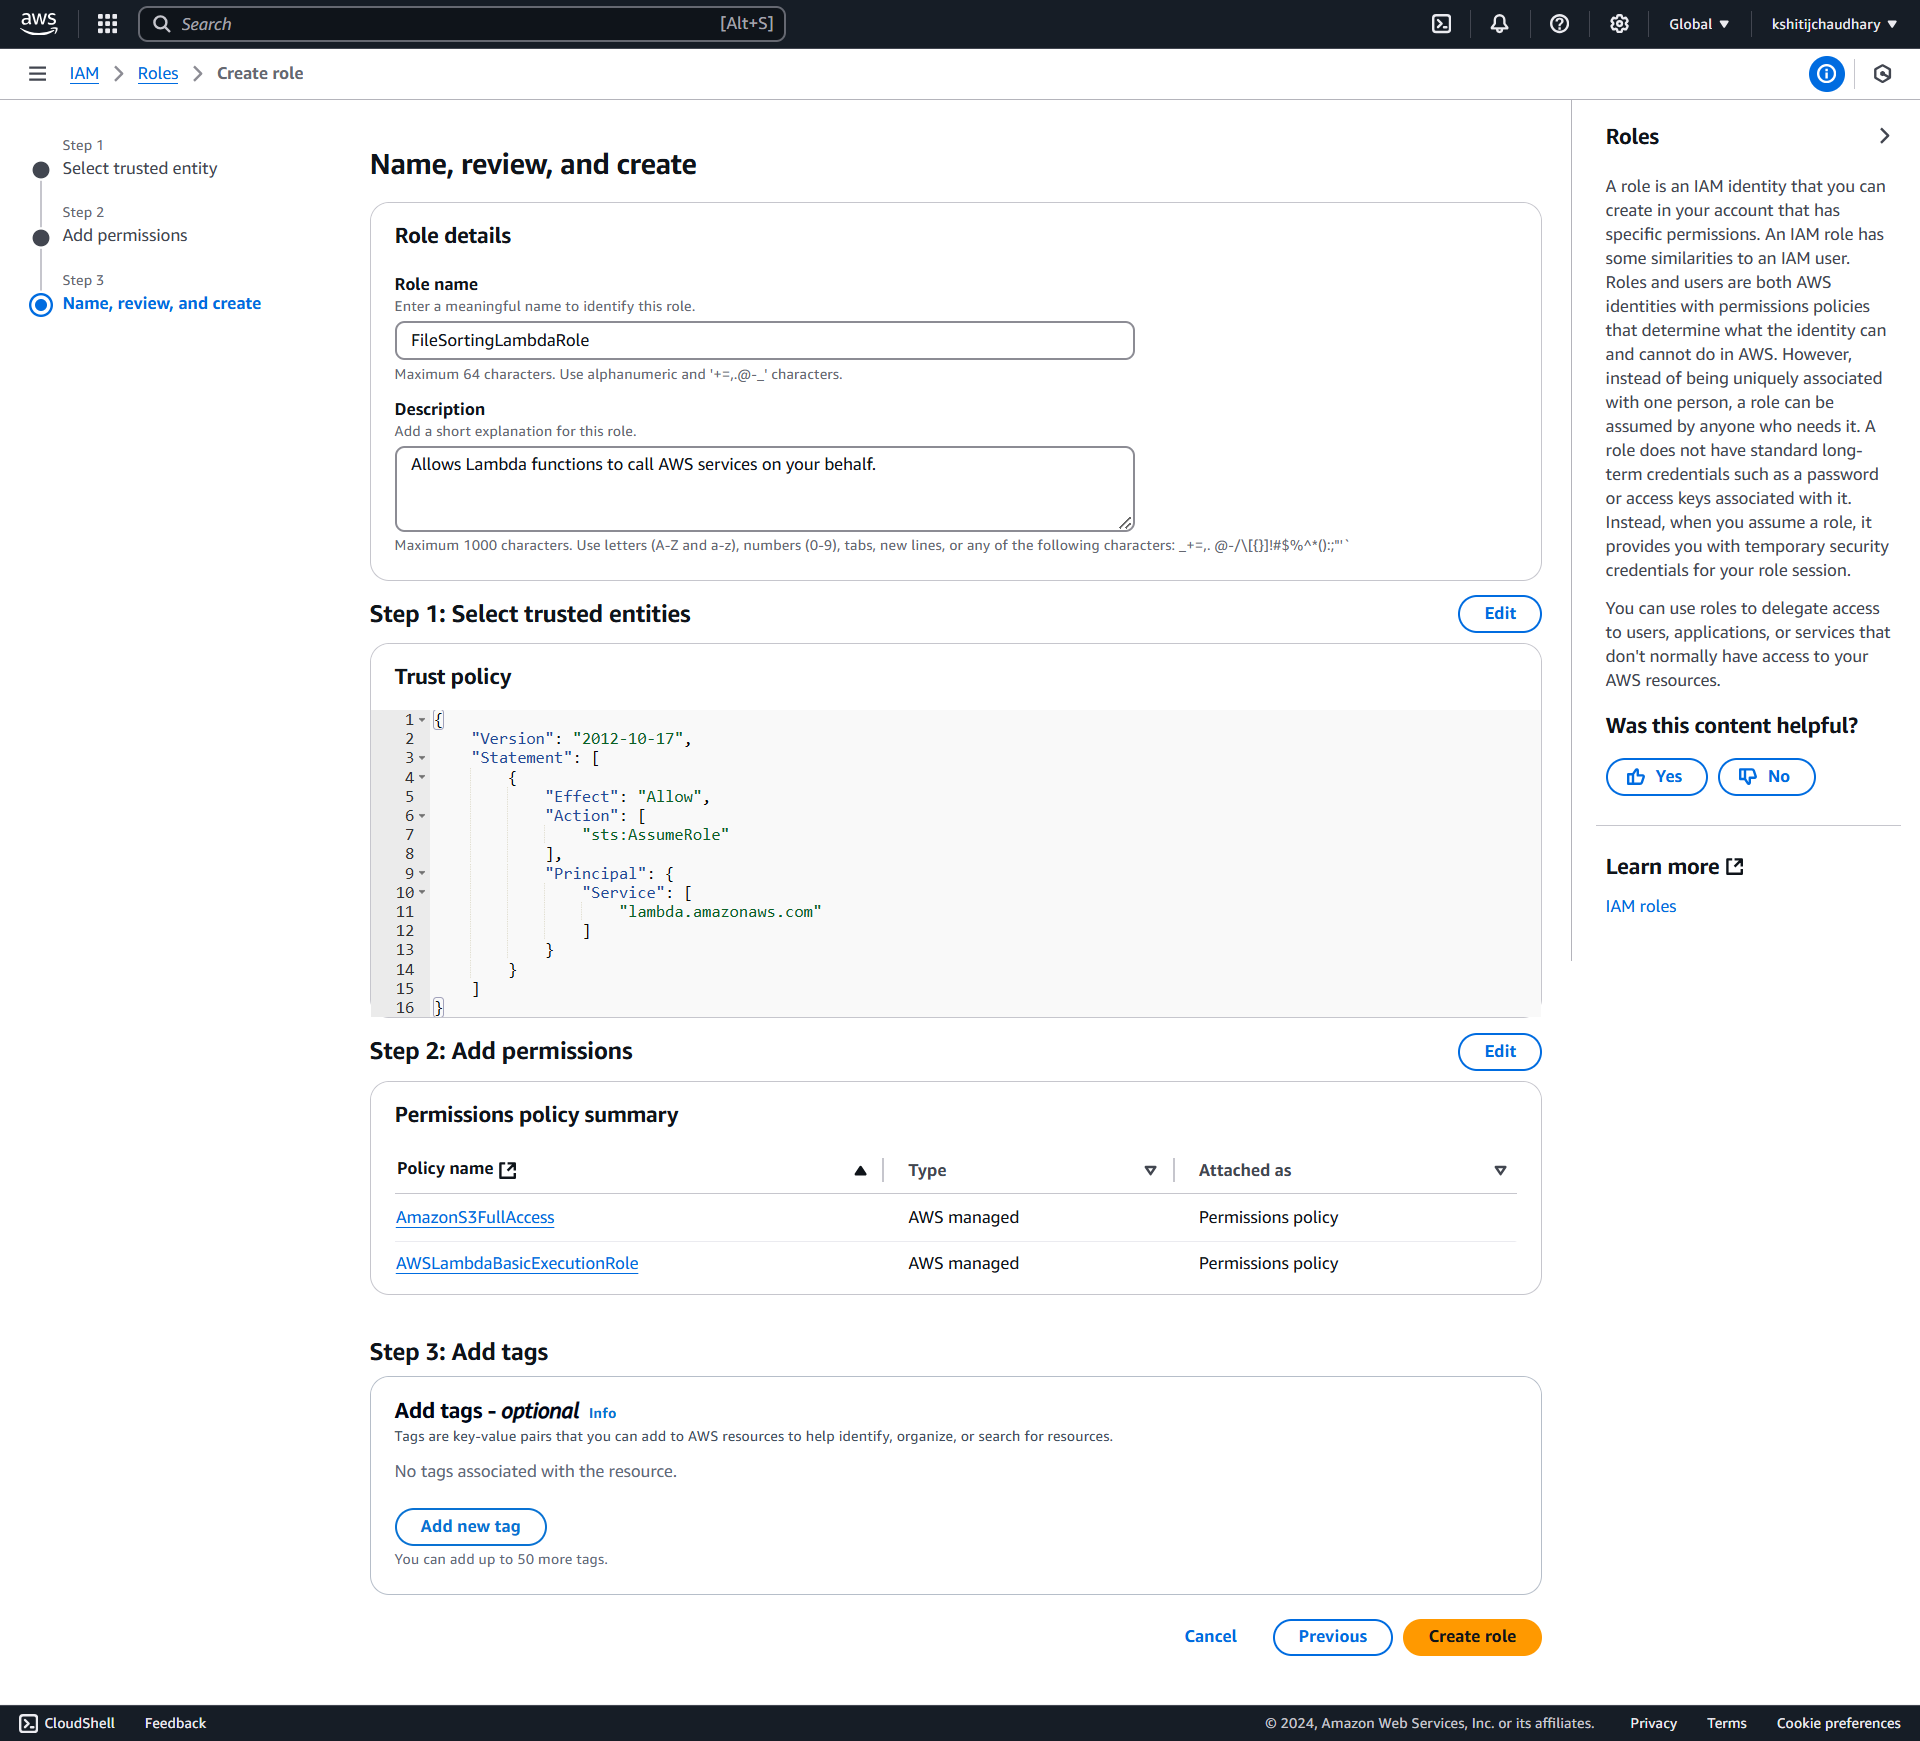 aws
Search
[Alt+S]
Global
kshitijchaudhary
IAM
Roles
Create role
Step 1
Select trusted entity
Step 2
Add permissions
Step 3
Name, review, and create
Name, review, and create
Role details
Role name
Enter a meaningful name to identify this role.
FileSortingLambdaRole
Maximum 64 characters. Use alphanumeric and '+=,.@-_' characters.
Description
Add a short explanation for this role.
Allows Lambda functions to call AWS services on your behalf.
Maximum 1000 characters. Use letters (A-Z and a-z), numbers (0-9), tabs, new lines, or any of the following characters: _+=,. @-/\[{}]!#$%^*();:"'`
Step 1: Select trusted entities
Edit
Trust policy
1 {
2 "Version": "2012-10-17",
3 "Statement": [
4 {
5 "Effect": "Allow",
6 "Action": [
7 "sts:AssumeRole"
8 ],
9 "Principal": {
10 "Service": [
11 "lambda.amazonaws.com"
12 ]
13 }
14 }
15 ]
16 }
Step 2: Add permissions
Edit
Permissions policy summary
Policy name
Type
Attached as
AmazonS3FullAccess
AWS managed
Permissions policy
AWSLambdaBasicExecutionRole
AWS managed
Permissions policy
Step 3: Add tags
Add tags - optional Info
Tags are key-value pairs that you can add to AWS resources to help identify, organize, or search for resources.
No tags associated with the resource.
Add new tag
You can add up to 50 more tags.
Cancel
Previous
Create role
Roles
A role is an IAM identity that you can
create in your account that has
specific permissions. An IAM role has
some similarities to an IAM user.
Roles and users are both AWS
identities with permissions policies
that determine what the identity can
and cannot do in AWS. However,
instead of being uniquely associated
with one person, a role can be
assumed by anyone who needs it. A
role does not have standard long-
term credentials such as a password
or access keys associated with it.
Instead, when you assume a role, it
provides you with temporary security
credentials for your role session.
You can use roles to delegate access
to users, applications, or services that
don't normally have access to your
AWS resources.
Was this content helpful?
Yes
No
Learn more
IAM roles
CloudShell
Feedback
© 2024, Amazon Web Services, Inc. or its affiliates.
Privacy
Terms
Cookie preferences